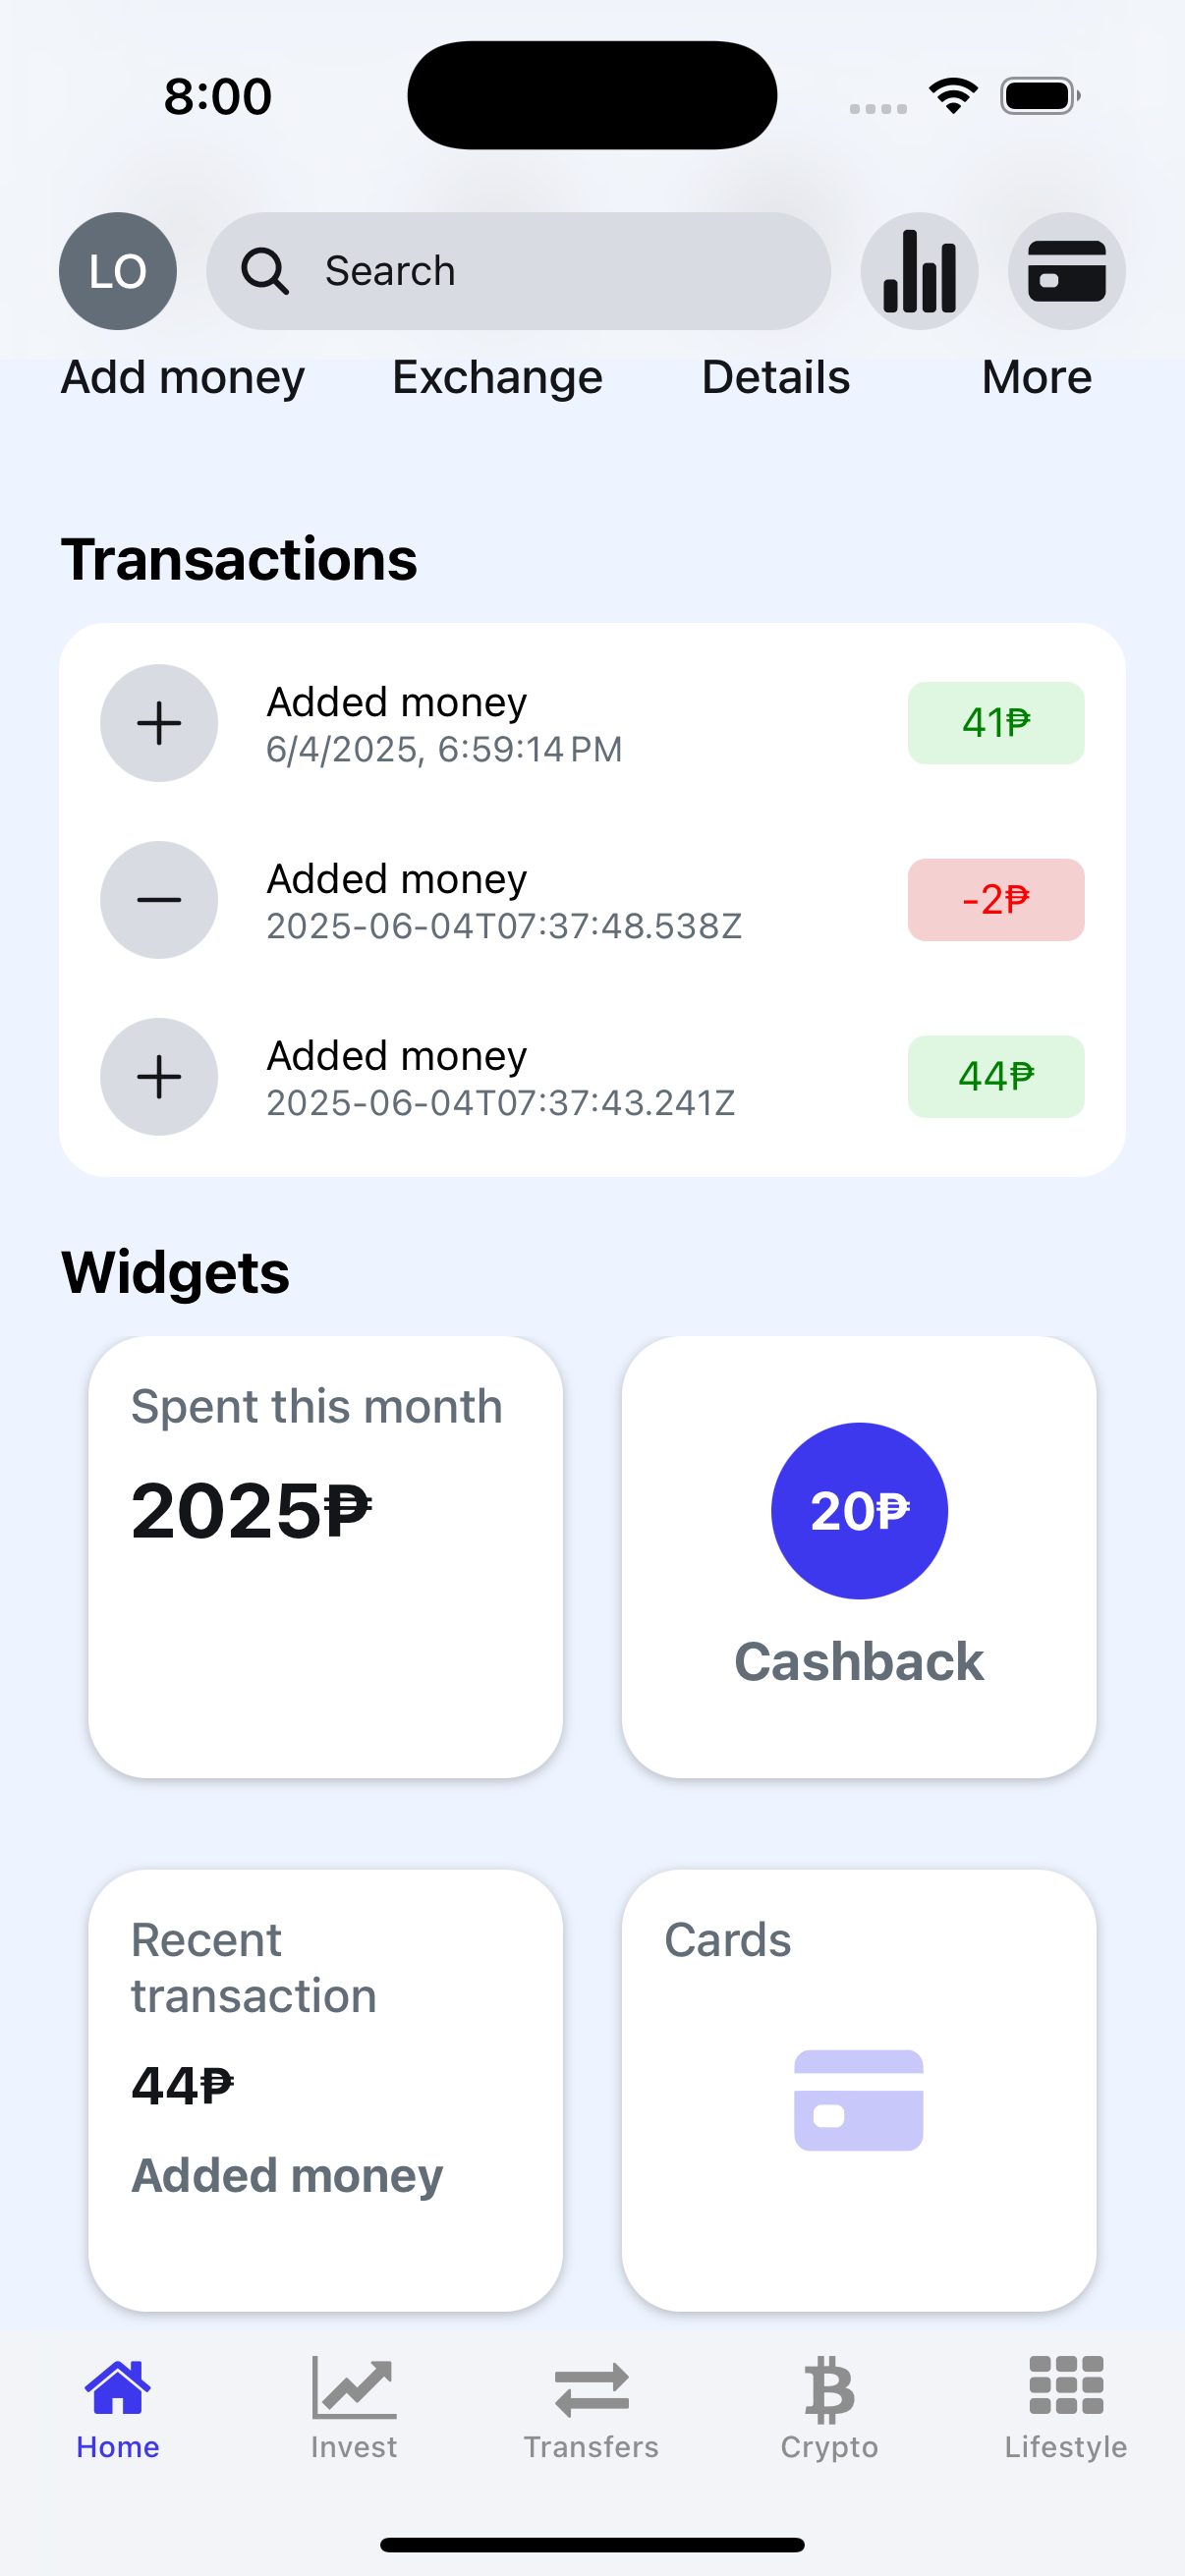 8:00
LO
Search
Add money
Exchange
Details
More
Transactions
Added money
6/4/2025, 6:59:14 PM
41₱
Added money
2025-06-04T07:37:48.538Z
-2₱
Added money
2025-06-04T07:37:43.241Z
44₱
Widgets
Spent this month
2025₱
20₱
Cashback
Recent
transaction
44₱
Added money
Cards
Home
Invest
Transfers
Crypto
Lifestyle